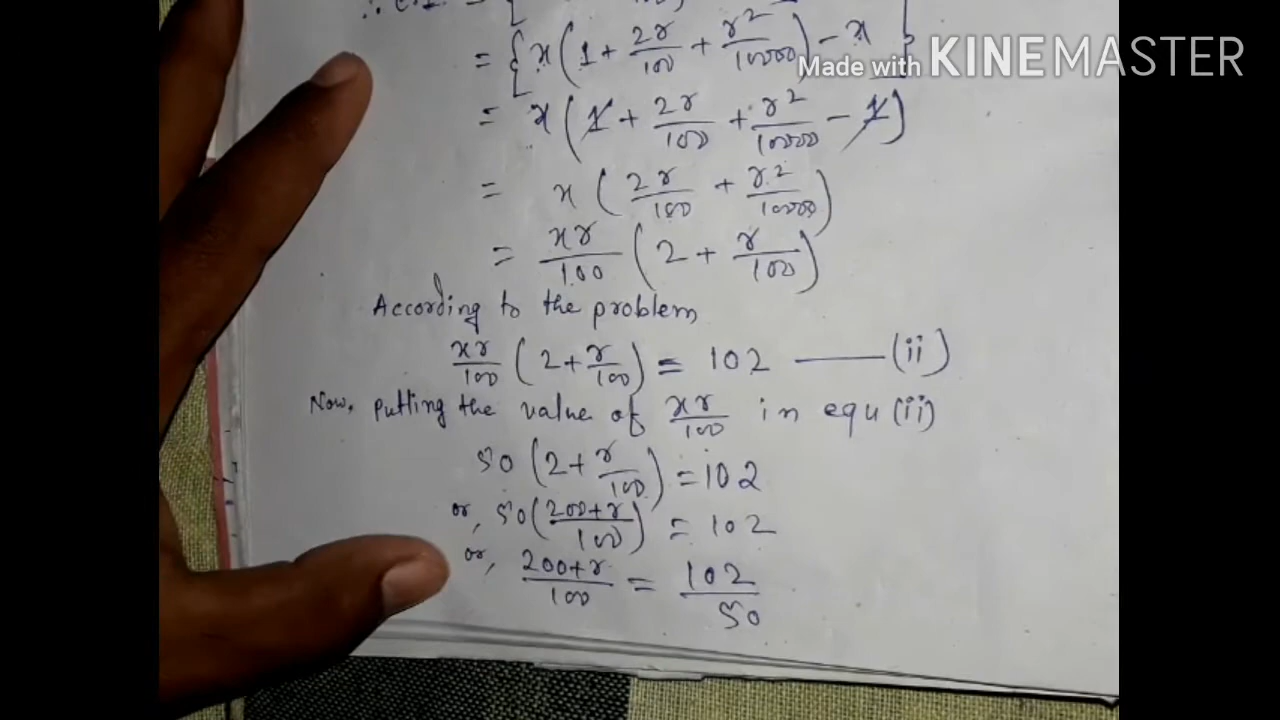 ∴ C.I. = {
= { x (1 + 2r/100 + r²/10000) - x }
Made with KINEMASTER
= x (1 + 2r/100 + r²/10000 - 1)
= x (2r/100 + r²/10000)
= xr/100 (2 + r/100)
According to the problem,
xr/100 (2 + r/100) = 102 —— (ii)
Now, putting the value of xr/100 in equ (ii)
50 (2 + r/100) = 102
or, 50 (200+r/100) = 102
or, 200+r/100 = 102/50